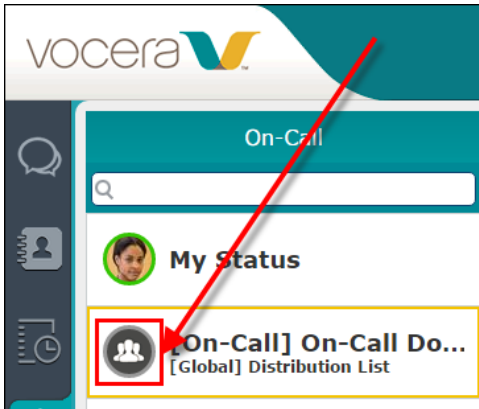 vocera
On-Call
My Status
[On-Call] On-Call Do...
[Global] Distribution List